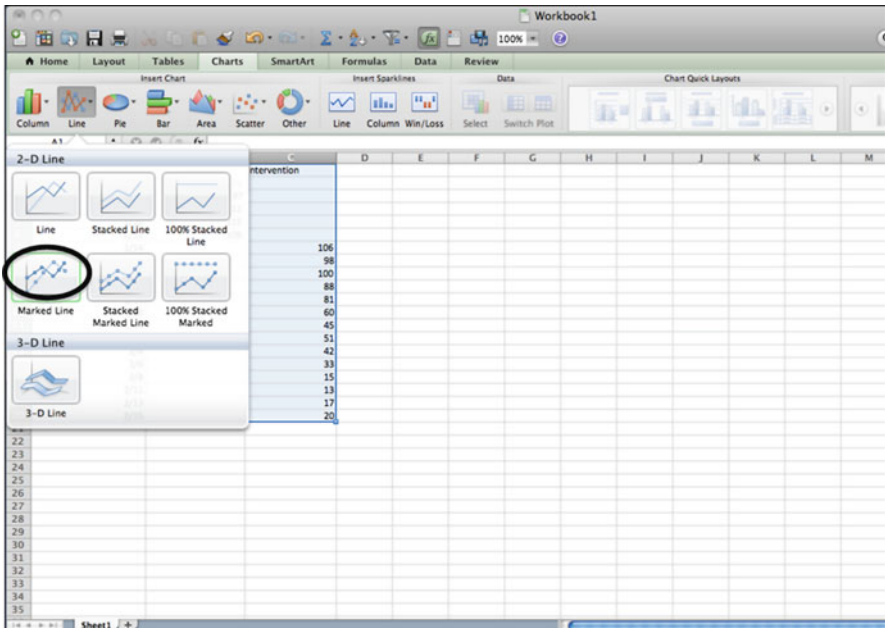 Workbook1
100%
Home Layout Tables Charts SmartArt Formulas Data Review
Insert Chart Insert Sparklines Data Chart Quick Layouts
Column Line Pie Bar Area Scatter Other Line Column Win/Loss Select Switch Plot
A1 fx
2-D Line
C D E F G H I J K L M
ntervention
Line Stacked Line 100% Stacked Line
106
98
100
88
81
60
45
51
42
33
15
13
17
20
Marked Line Stacked Marked Line 100% Stacked Marked
3-D Line
3-D Line
21
22
23
24
25
26
27
28
29
30
31
32
33
34
35
Sheet1